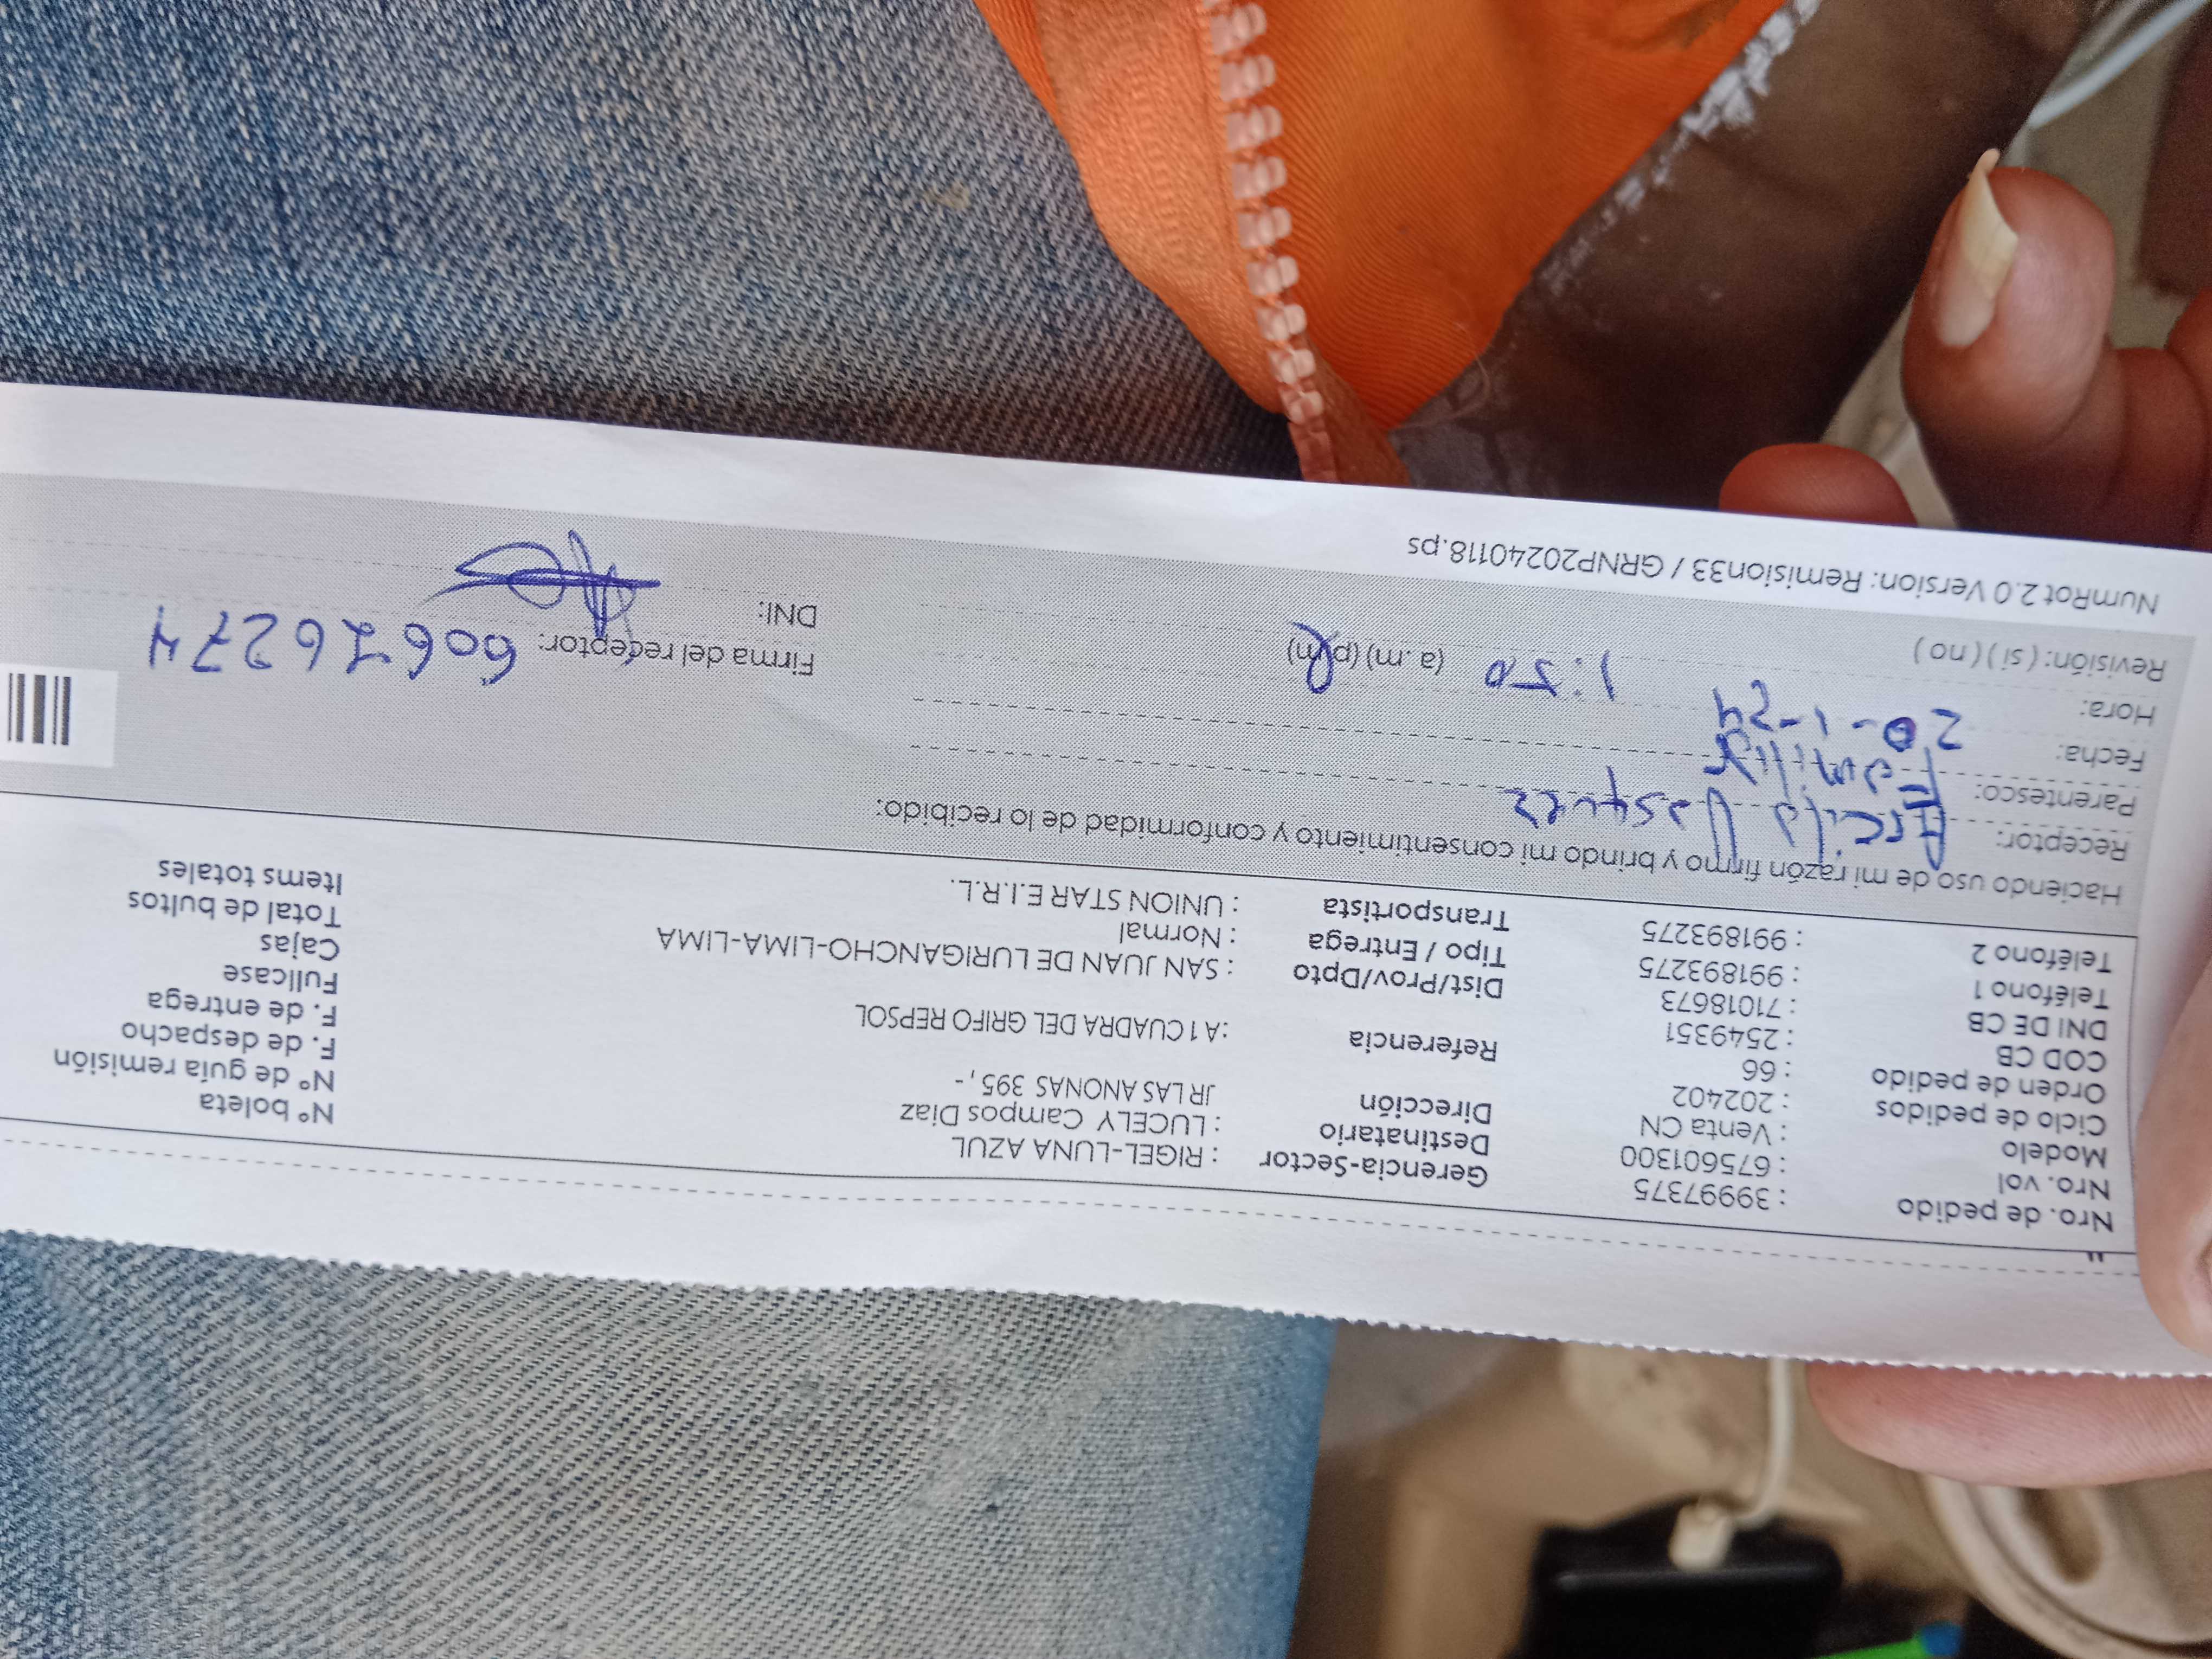 Nro. de pedido : 39997375 Gerencia-Sector : RIGEL-LUNA AZUL Nº boleta
Nro. vol : 675601300 Destinatario : LUCELY Campos Diaz Nº de guía remisión
Modelo : Venta CN Dirección JR LAS ANONAS 395 , - F. de despacho
Ciclo de pedidos : 202402 F. de entrega
Orden de pedido : 66 Referencia : A 1 CUADRA DEL GRIFO REPSOL Fullcase
COD CB : 2549351 Cajas
DNI DE CB : 71018673 Dist/Prov/Dpto : SAN JUAN DE LURIGANCHO-LIMA-LIMA Total de bultos
Teléfono 1 : 991893275 Tipo / Entrega : Normal Items totales
Teléfono 2 : 991893275 Transportista : UNION STAR E.I.R.L.
Haciendo uso de mi razón firmo y brindo mi consentimiento y conformidad de lo recibido:
Receptor: Vasquez
Parentesco: Familiar
Fecha: 20-1-24
Hora: 1:50 (a. m) (p.m)
Revisión: ( si ) ( no )
Firma del receptor:
DNI:
NumRot 2.0 Version: Remision33 / GRNP20240118.ps